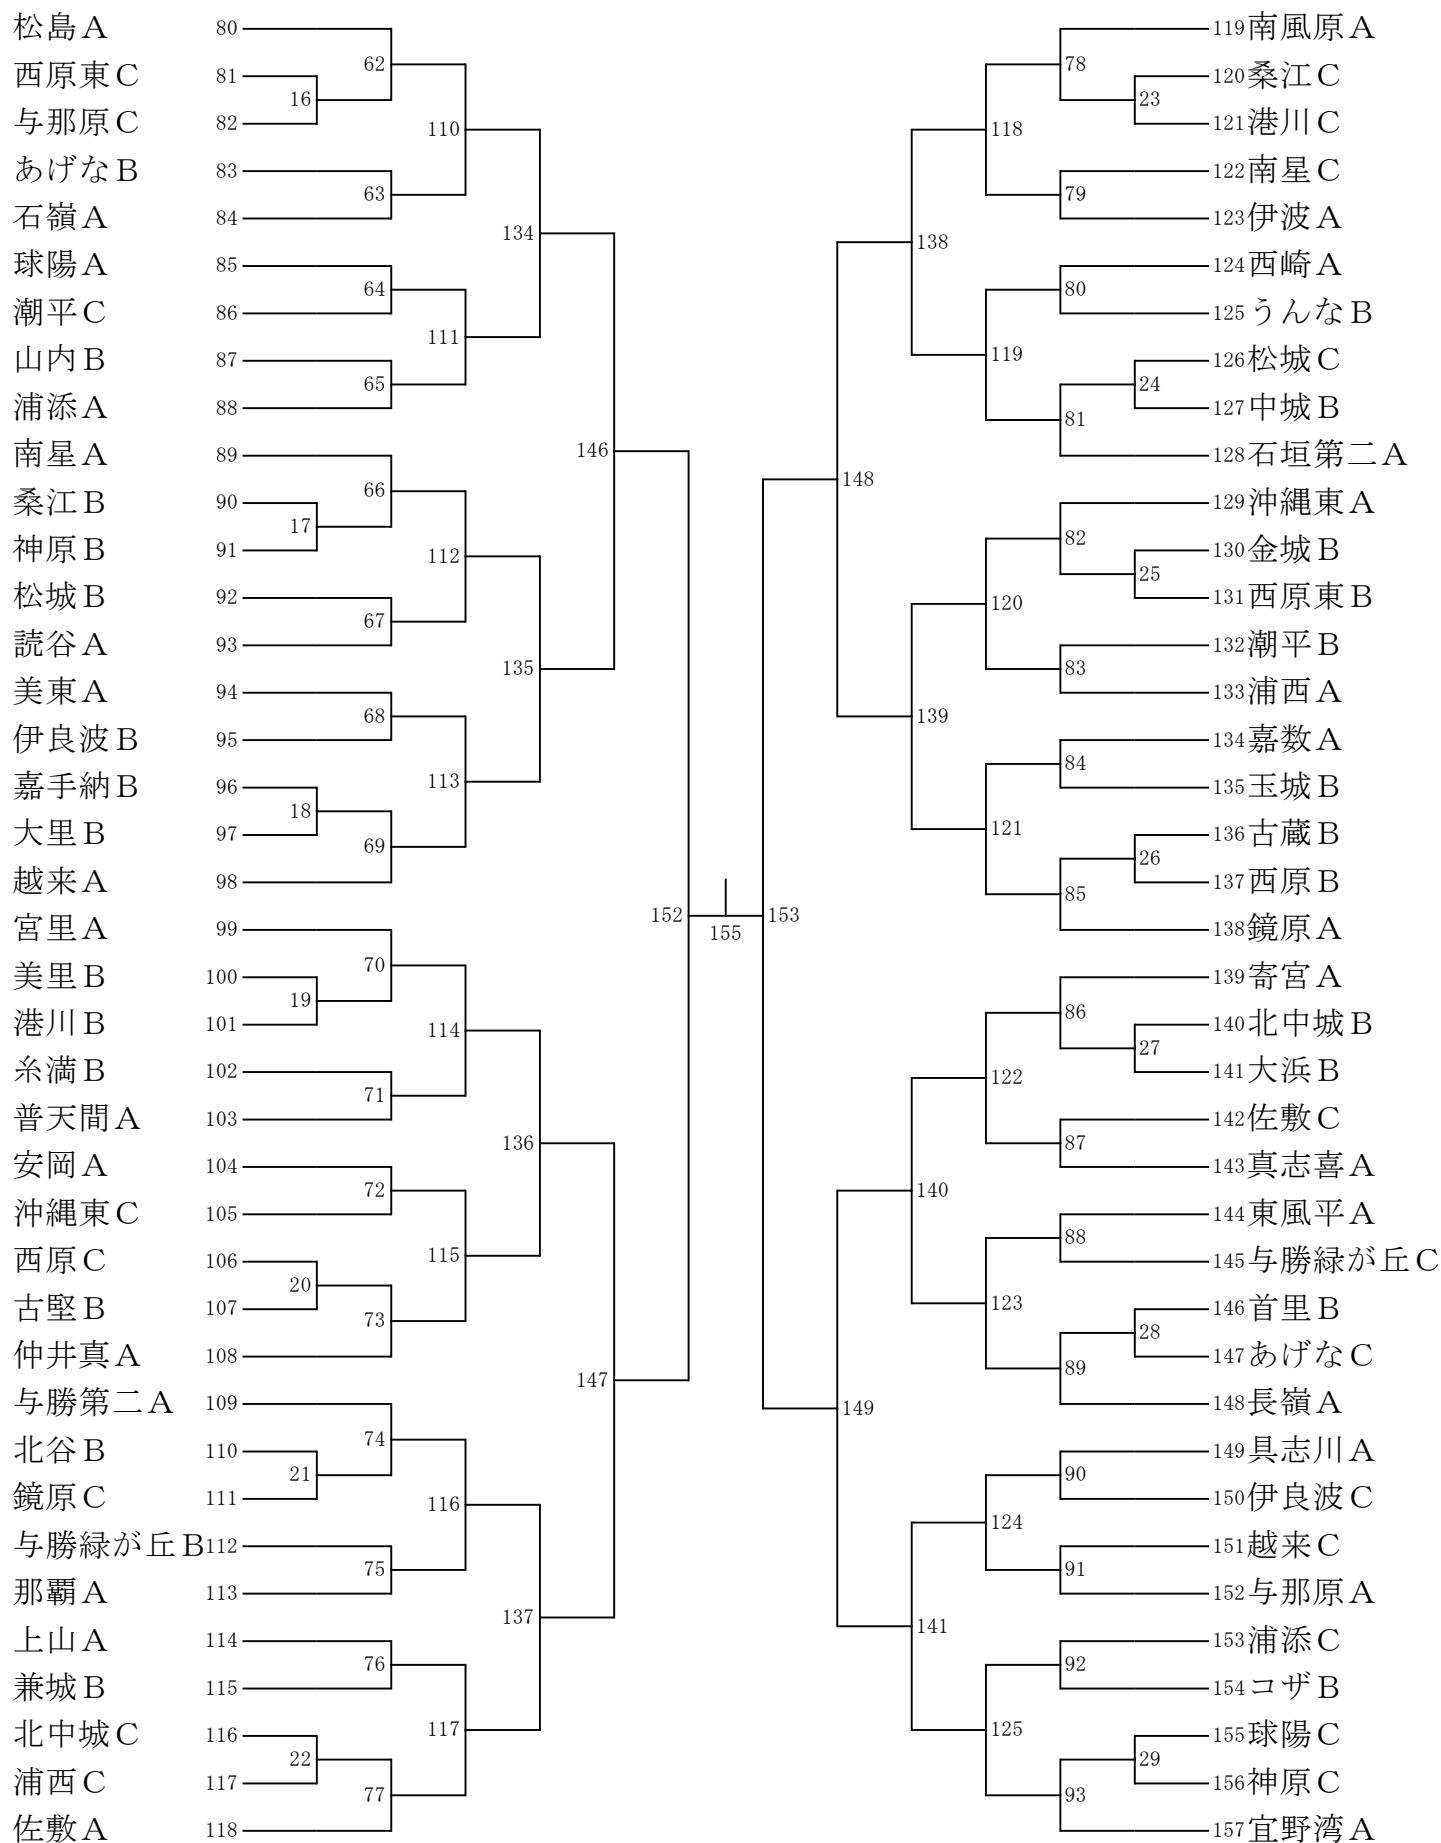 松島A 80
西原東C 81
与那原C 82
あげなB 83
石嶺A 84
球陽A 85
潮平C 86
山内B 87
浦添A 88
南星A 89
桑江B 90
神原B 91
松城B 92
読谷A 93
美東A 94
伊良波B 95
嘉手納B 96
大里B 97
越来A 98
宮里A 99
美里B 100
港川B 101
糸満B 102
普天間A 103
安岡A 104
沖縄東C 105
西原C 106
古堅B 107
仲井真A 108
与勝第二A 109
北谷B 110
鏡原C 111
与勝緑が丘B 112
那覇A 113
上山A 114
兼城B 115
北中城C 116
浦西C 117
佐敷A 118
16
17
18
19
20
21
22
62
63
64
65
66
67
68
69
70
71
72
73
74
75
76
77
110
111
112
113
114
115
116
117
134
135
136
137
146
147
152
155
153
148
149
138
139
140
141
118
119
120
121
122
123
124
125
78
79
80
81
82
83
84
85
86
87
88
89
90
91
92
93
23
24
25
26
27
28
29
119 南風原A
120 桑江C
121 港川C
122 南星C
123 伊波A
124 西崎A
125 うんなB
126 松城C
127 中城B
128 石垣第二A
129 沖縄東A
130 金城B
131 西原東B
132 潮平B
133 浦西A
134 嘉数A
135 玉城B
136 古蔵B
137 西原B
138 鏡原A
139 寄宮A
140 北中城B
141 大浜B
142 佐敷C
143 真志喜A
144 東風平A
145 与勝緑が丘C
146 首里B
147 あげなC
148 長嶺A
149 具志川A
150 伊良波C
151 越来C
152 与那原A
153 浦添C
154 コザB
155 球陽C
156 神原C
157 宜野湾A